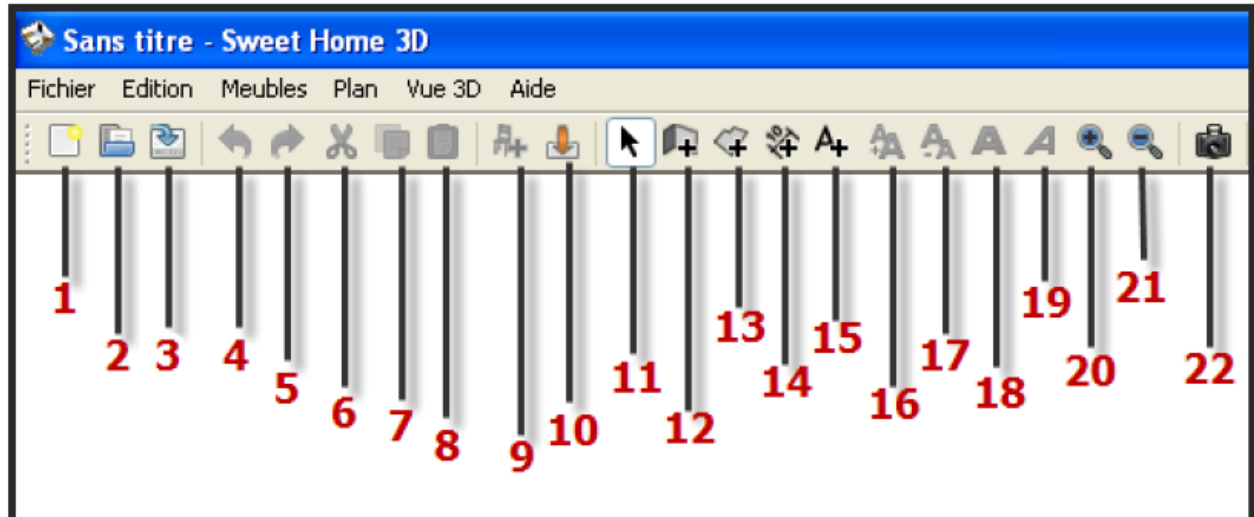 Sans titre - Sweet Home 3D
Fichier Edition Meubles Plan Vue 3D Aide
1 2 3 4 5 6 7 8 9 10 11 12 13 14 15 16 17 18 19 20 21 22